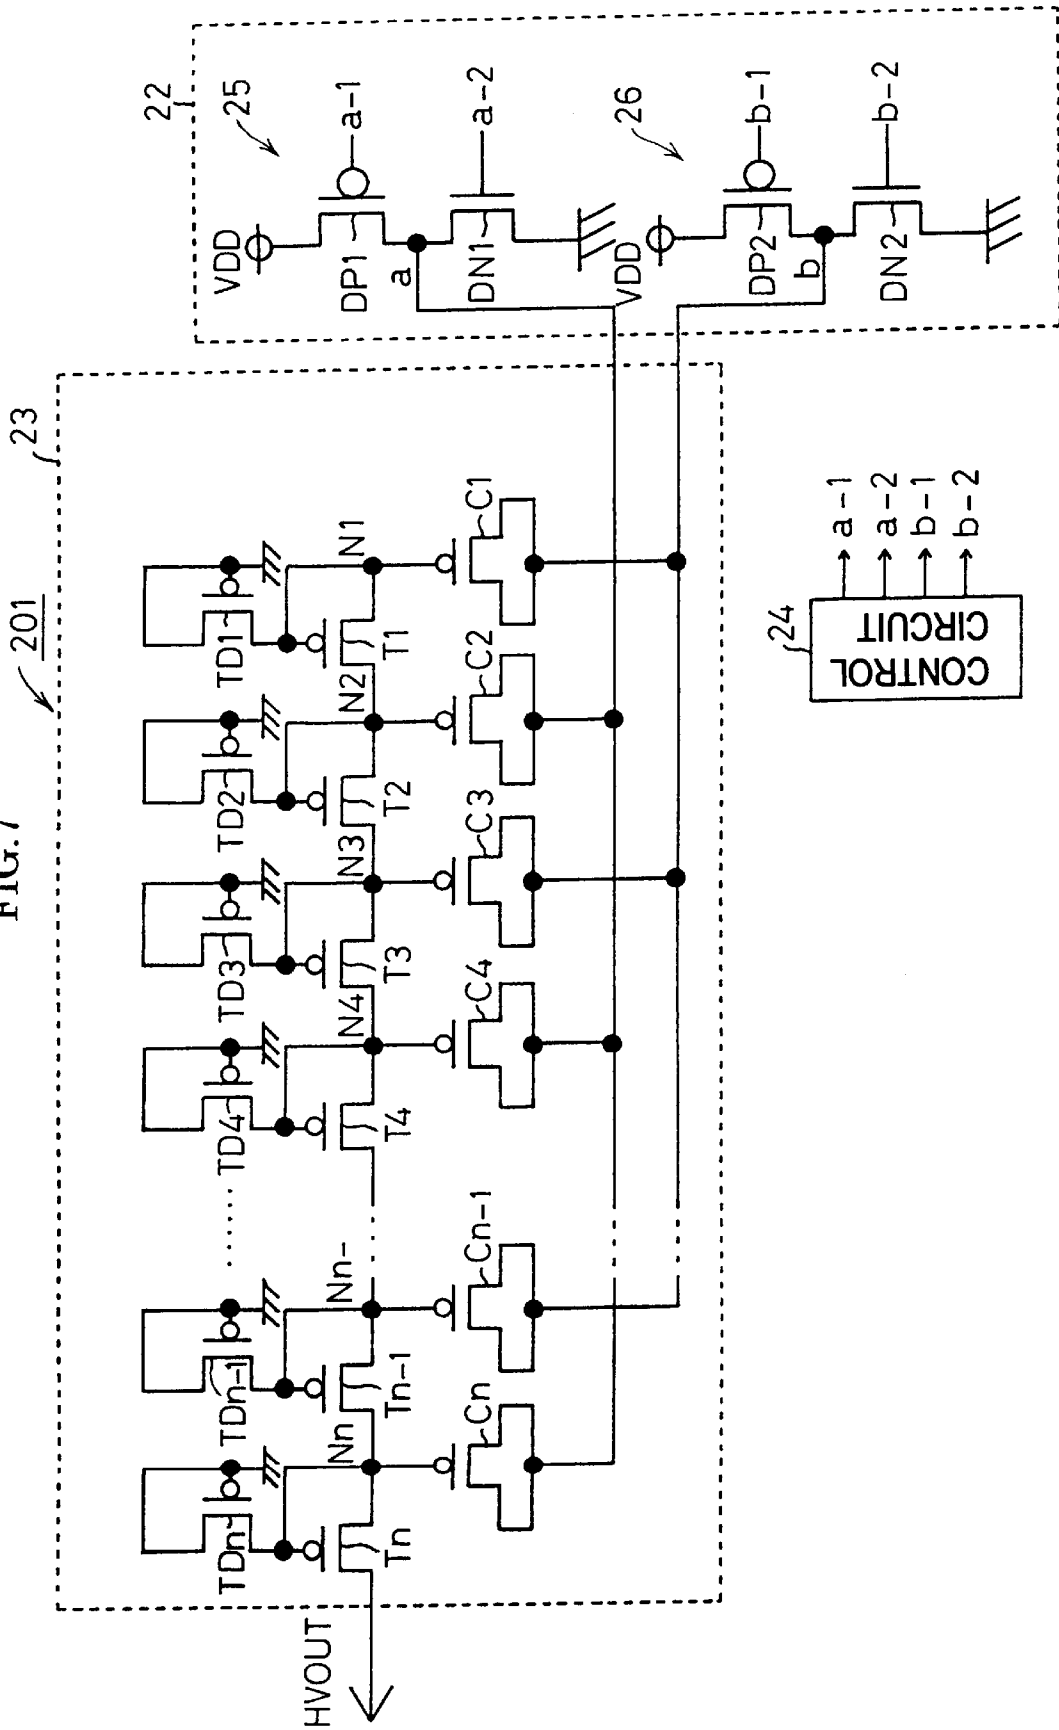 FIG.7
201
23
22
25
26
24
VDD
DP1
a
DN1
a-1
a-2
VDD
DP2
b
DN2
b-1
b-2
TDn
TDn-1
......
TD4
TD3
TD2
TD1
Nn
Nn-
N4
N3
N2
N1
HVOUT
Tn
Tn-1
T4
T3
T2
T1
Cn
Cn-1
C4
C3
C2
C1
CONTROL
CIRCUIT
a-1
a-2
b-1
b-2